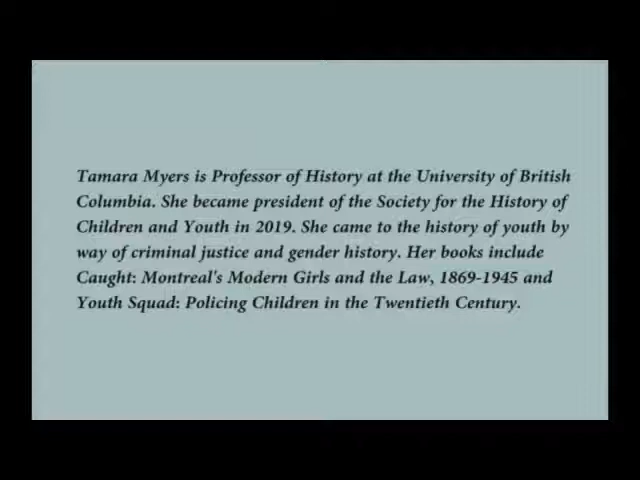 Tamara Myers is Professor of History at the University of British
Columbia. She became president of the Society for the History of
Children and Youth in 2019. She came to the history of youth by
way of criminal justice and gender history. Her books include
Caught: Montreal's Modern Girls and the Law, 1869-1945 and
Youth Squad: Policing Children in the Twentieth Century.